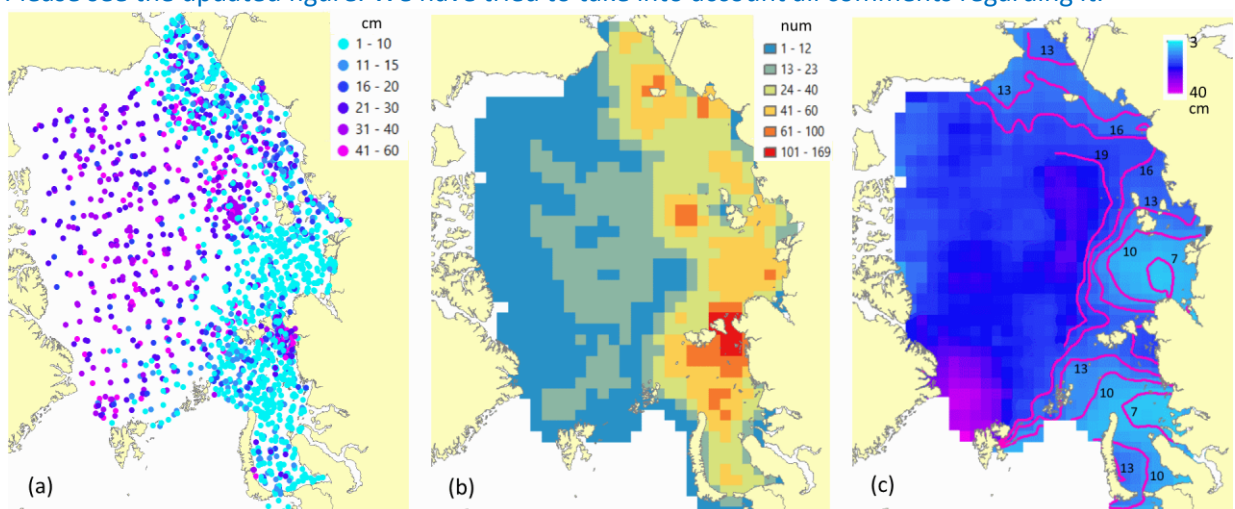 Please see the updated figure. We have tried to take into account all comments regarding it.
cm
1 - 10
11 - 15
16 - 20
21 - 30
31 - 40
41 - 60
(a)
num
1 - 12
13 - 23
24 - 40
41 - 60
61 - 100
101 - 169
(b)
3
40
cm
13
13
16
19
16
13
10
7
13
10
7
13
10
(c)